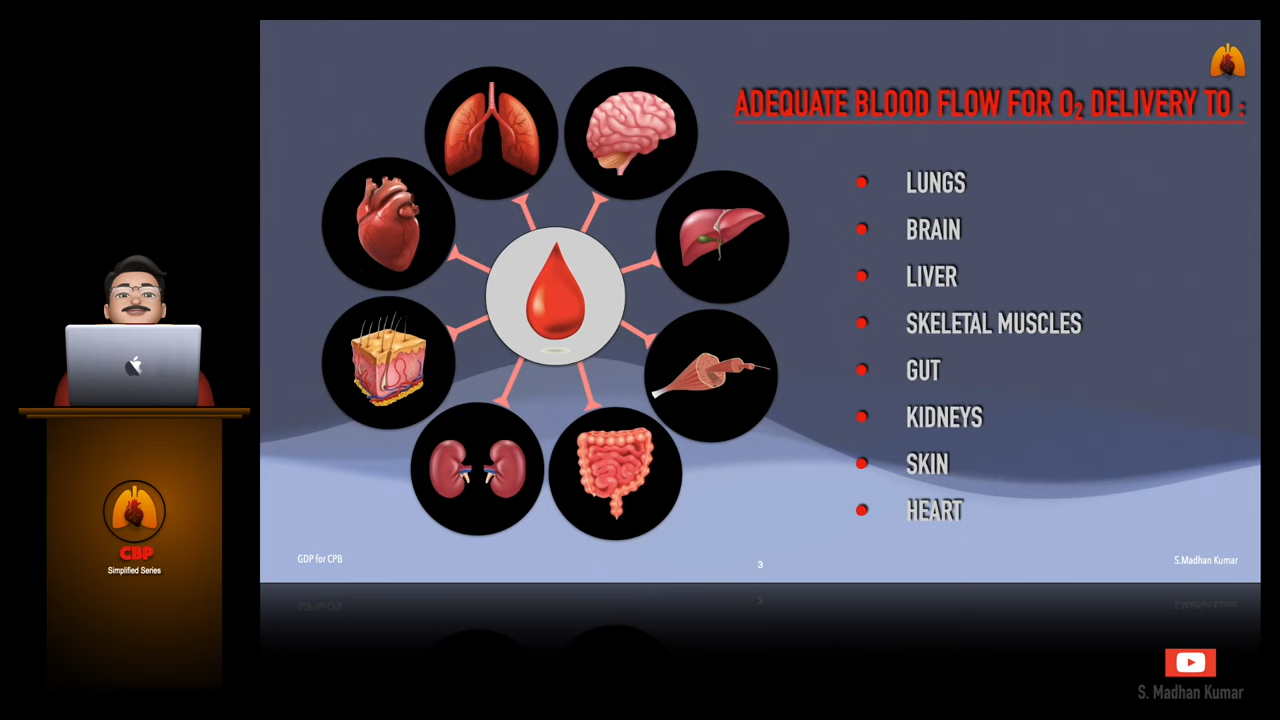 ADEQUATE BLOOD FLOW FOR O₂ DELIVERY TO :
• LUNGS
• BRAIN
• LIVER
• SKELETAL MUSCLES
• GUT
• KIDNEYS
• SKIN
• HEART
GDP for CPB
3
S.Madhan Kumar
CBP
Simplified Series
S. Madhan Kumar